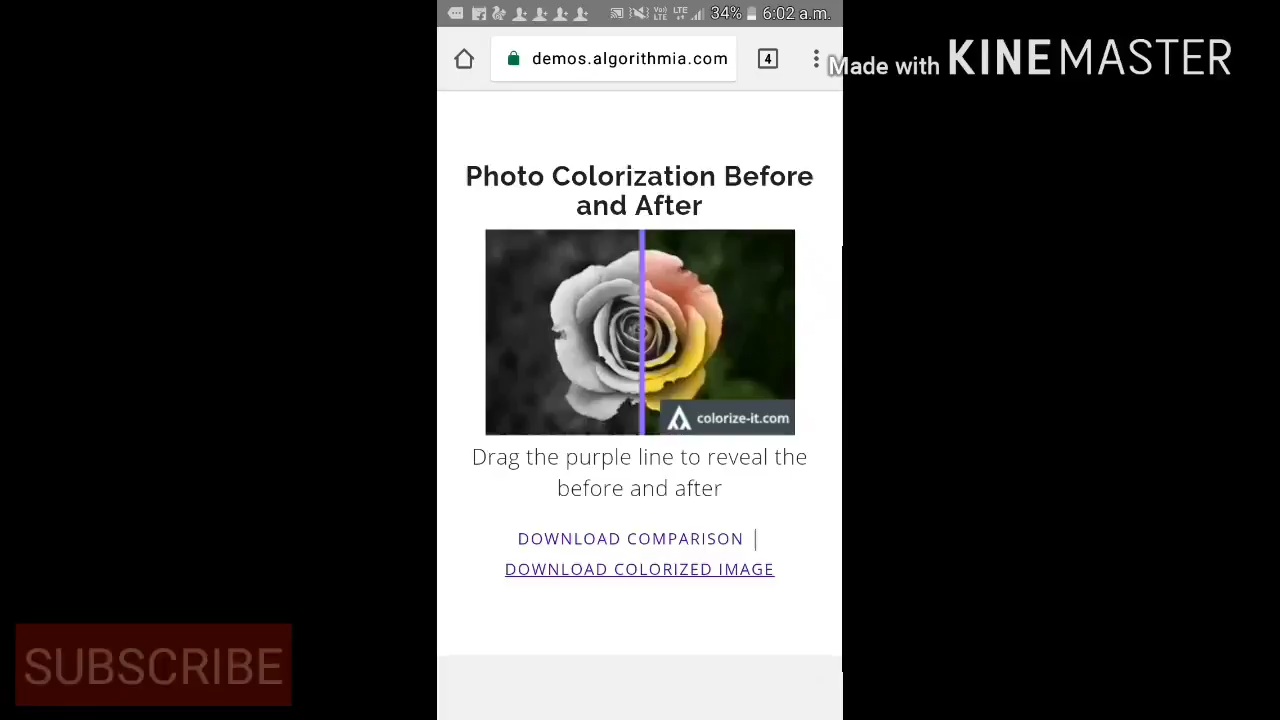 34% 6:02 a.m.
demos.algorithmia.com
4
Made with KINEMASTER
Photo Colorization Before
and After
colorize-it.com
Drag the purple line to reveal the
before and after
DOWNLOAD COMPARISON
DOWNLOAD COLORIZED IMAGE
SUBSCRIBE